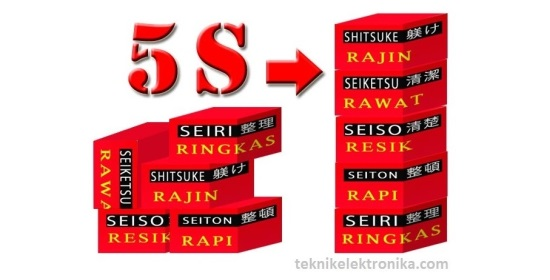 5 S
SHITSUKE 躾け
RAJIN
SEIKETSU 清潔
RAWAT
SEISO 清楚
RESIK
SEITON 整頓
RAPI
SEIRI 整理
RINGKAS
SEIRI 整理
RINGKAS
SEIKETSU
RAWA
SHITSUKE 躾け
RAJIN
SEISO
RESIK
SEITON 整頓
RAPI
teknikelektronika.com